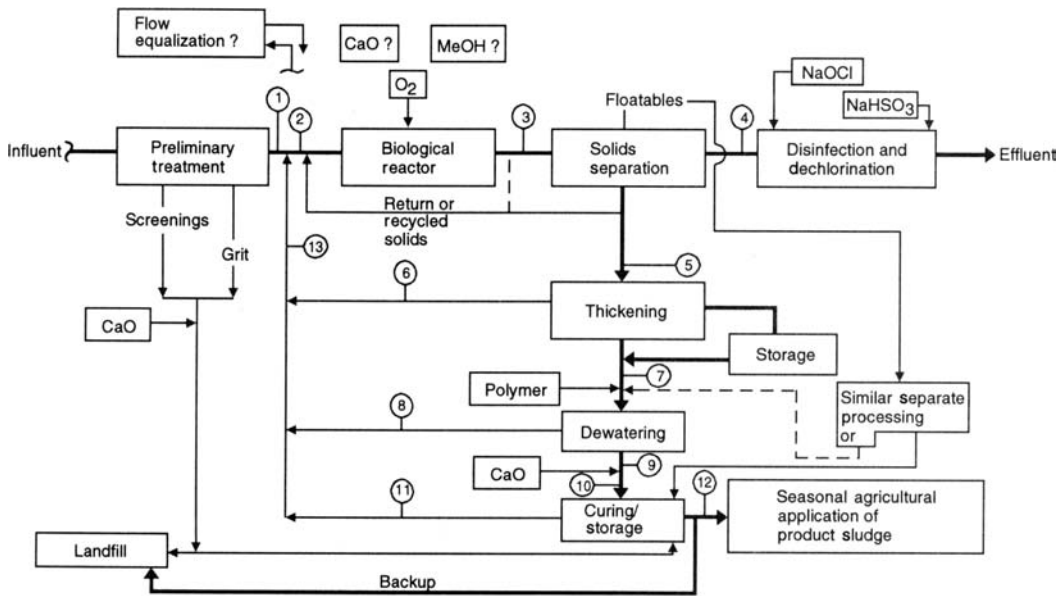 Flow
equalization ?
CaO ?
MeOH ?
O2
NaOCl
NaHSO3
Floatables
1
2
3
4
Influent
Preliminary
treatment
Biological
reactor
Solids
separation
Disinfection and
dechlorination
Effluent
Screenings
Grit
Return or
recycled
solids
13
5
6
Thickening
CaO
Storage
7
Polymer
Similar separate
processing
or
8
Dewatering
9
CaO
10
11
12
Curing/
storage
Seasonal agricultural
application of
product sludge
Landfill
Backup